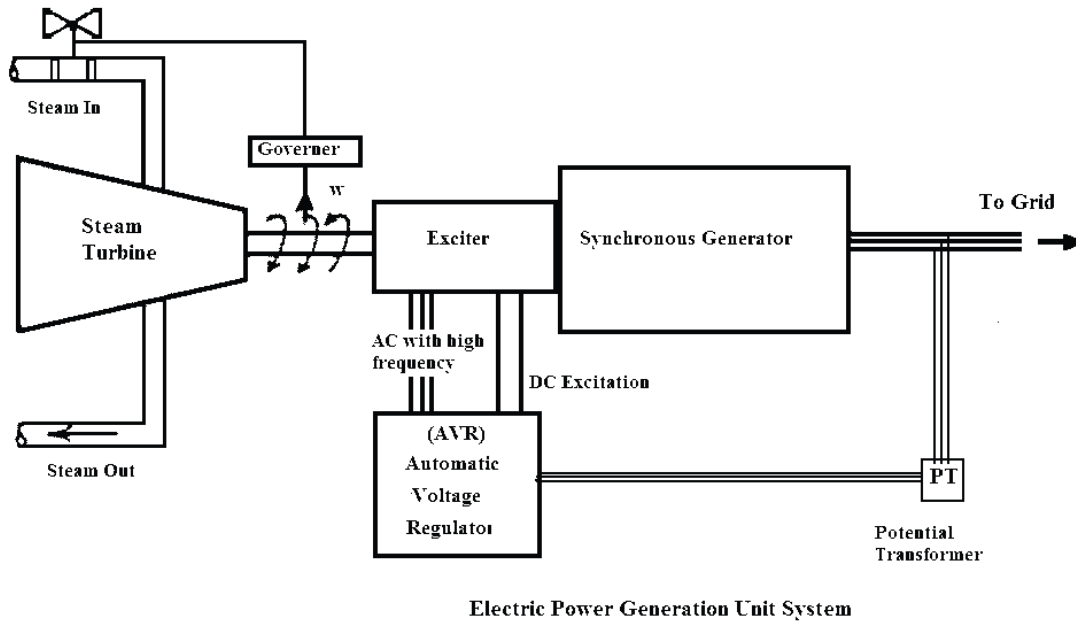 Steam In
Governer
w
Steam
Turbine
Exciter
Synchronous Generator
To Grid
AC with high
frequency
DC Excitation
(AVR)
Automatic
Voltage
Regulator
Steam Out
PT
Potential
Transformer
Electric Power Generation Unit System